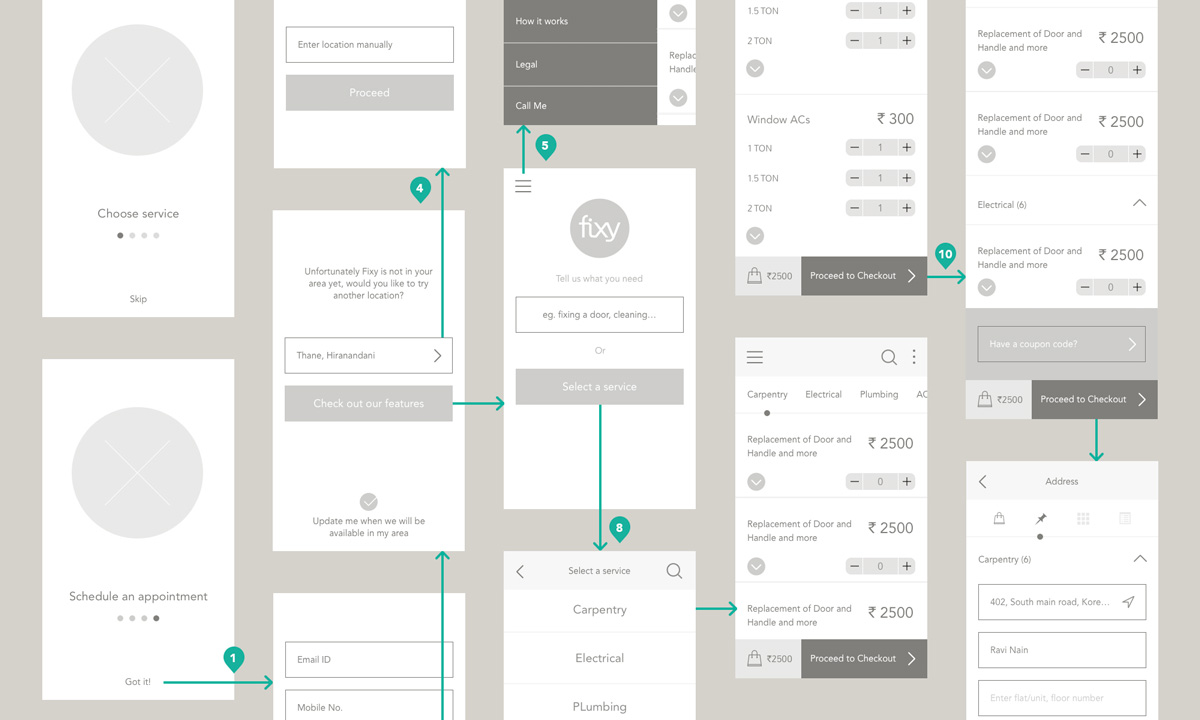 Choose service
Skip
Schedule an appointment
Got it!
1
Enter location manually
Proceed
4
Unfortunately Fixy is not in your
area yet, would you like to try
another location?
Thane, Hiranandani
Check out our features
Update me when we will be
available in my area
Email ID
Mobile No.
How it works
Legal
Call Me
Replac
Handle
5
fixy
Tell us what you need
eg. fixing a door, cleaning...
Or
Select a service
8
Select a service
Carpentry
Electrical
PLumbing
1.5 TON
1
2 TON
1
Window ACs
₹ 300
1 TON
1
1.5 TON
1
2 TON
1
₹2500
Proceed to Checkout
10
Carpentry Electrical Plumbing AC
Replacement of Door and
Handle and more
₹ 2500
0
Replacement of Door and
Handle and more
₹ 2500
0
Replacement of Door and
Handle and more
₹ 2500
₹2500
Proceed to Checkout
Replacement of Door and
Handle and more
₹ 2500
0
Replacement of Door and
Handle and more
₹ 2500
0
Electrical (6)
Replacement of Door and
Handle and more
₹ 2500
0
Have a coupon code?
₹2500
Proceed to Checkout
Address
Carpentry (6)
402, South main road, Kore...
Ravi Nain
Enter flat/unit, floor number